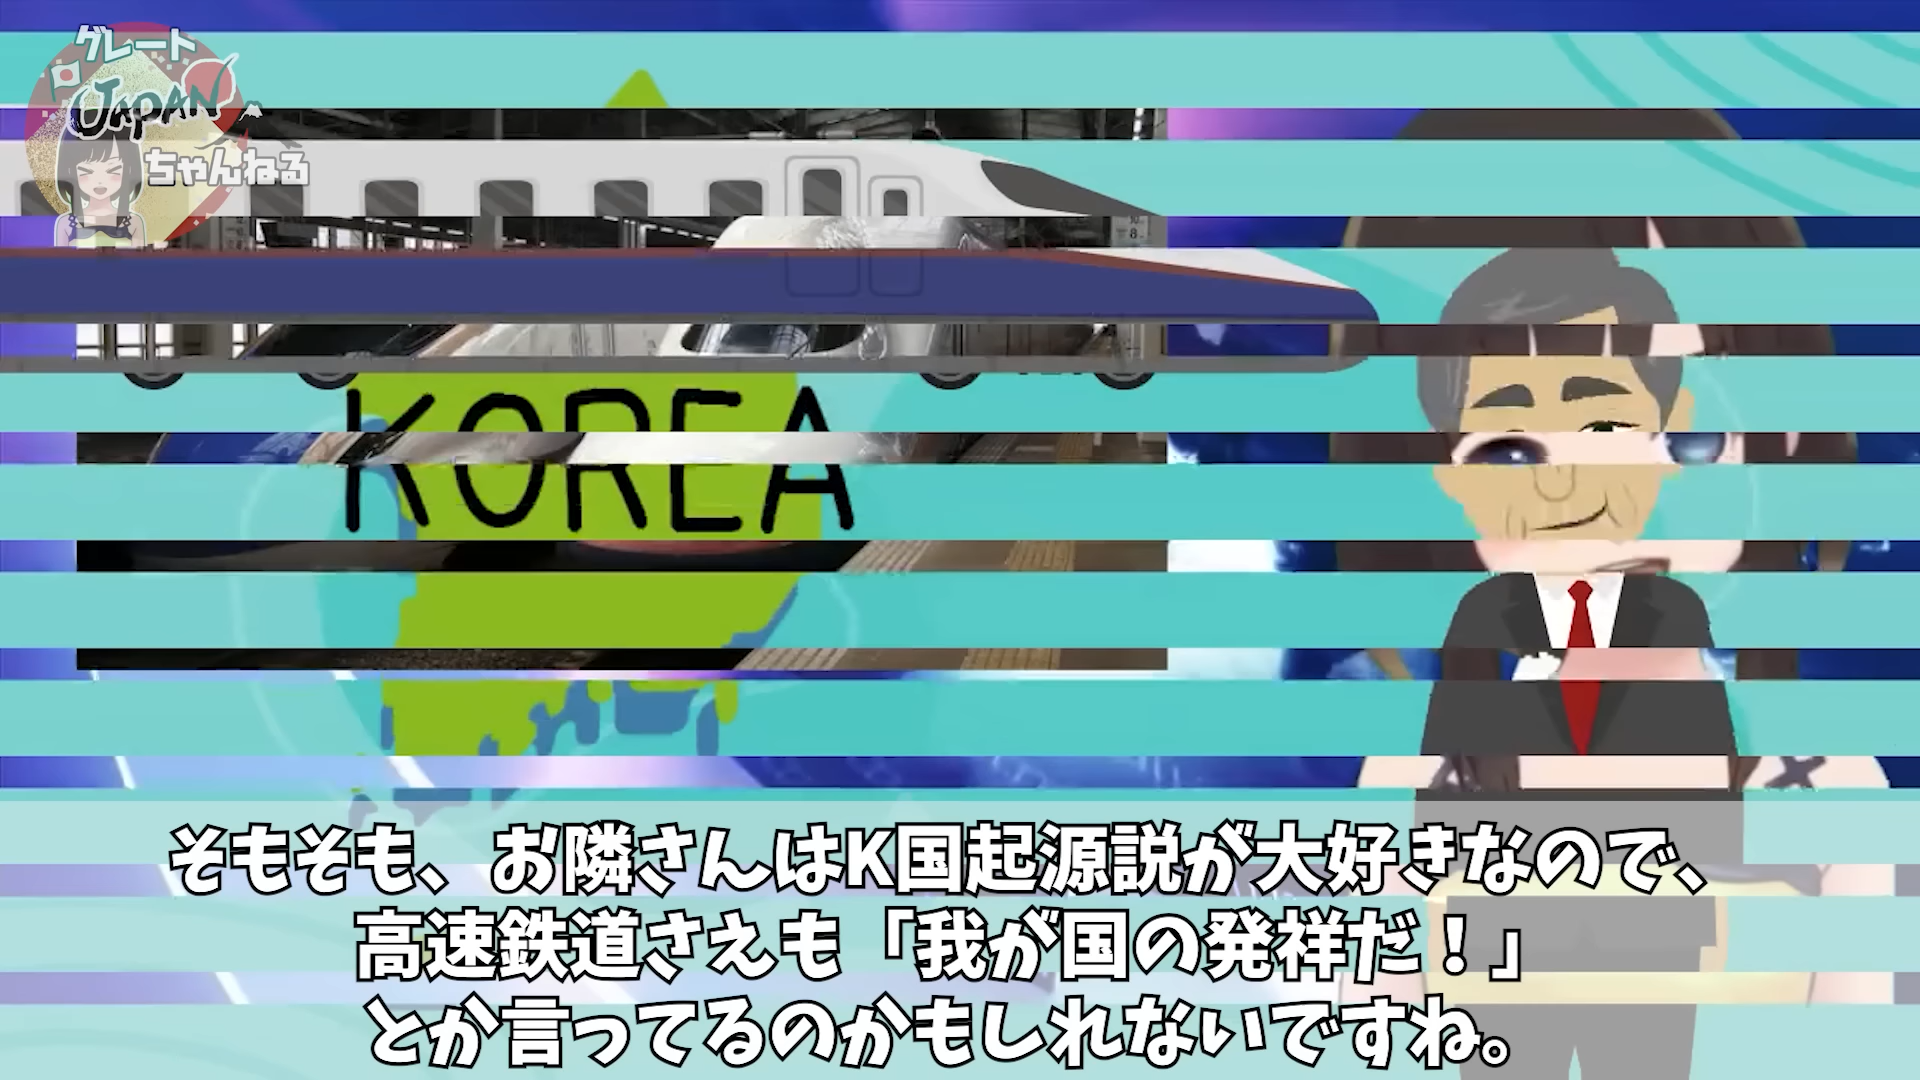 グレート
JAPAN
ちゃんねる
KOREA
そもそも、お隣さんはK国起源説が大好きなので、
高速鉄道さえも「我が国の発祥だ！」
とか言ってるのかもしれないですね。